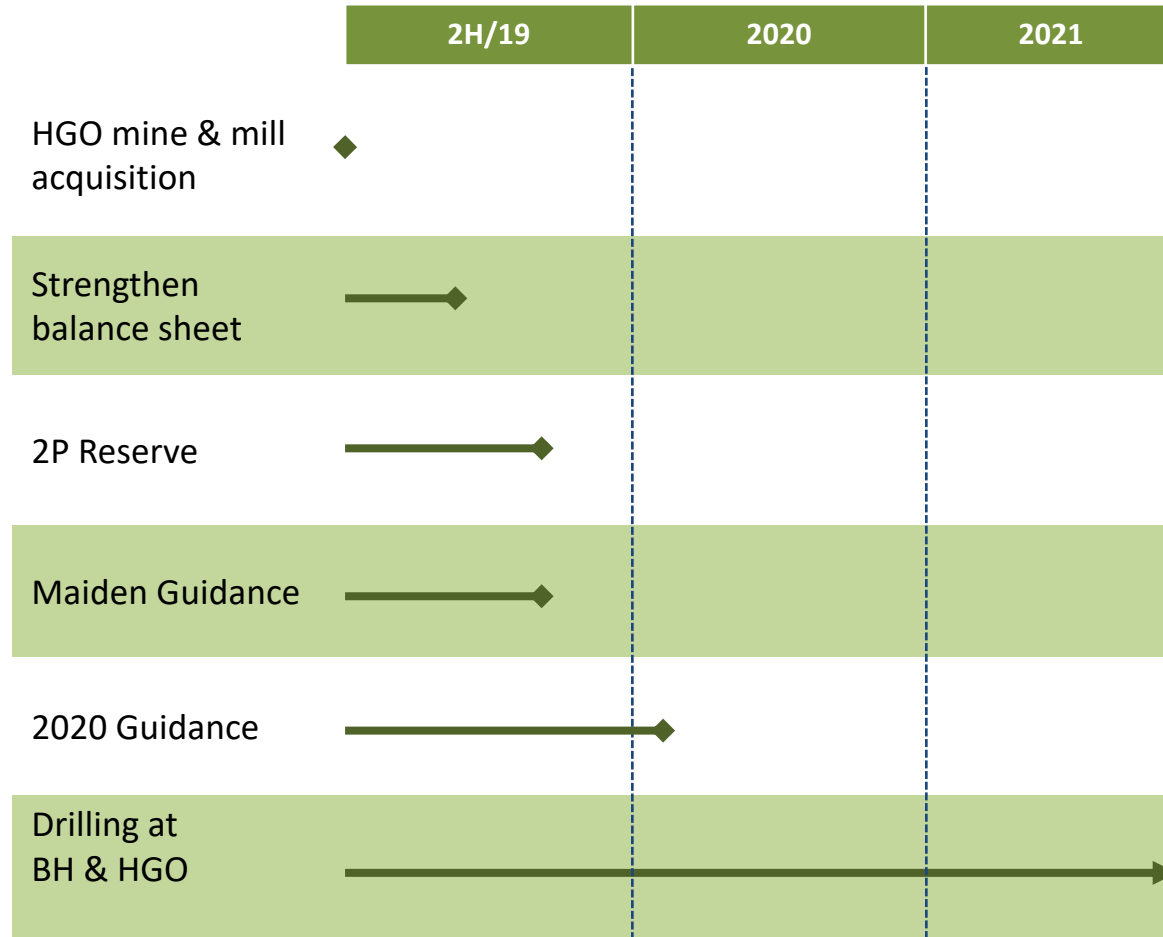 2H/19 2020 2021
HGO mine & mill
acquisition
Strengthen
balance sheet
2P Reserve
Maiden Guidance
2020 Guidance
Drilling at
BH & HGO